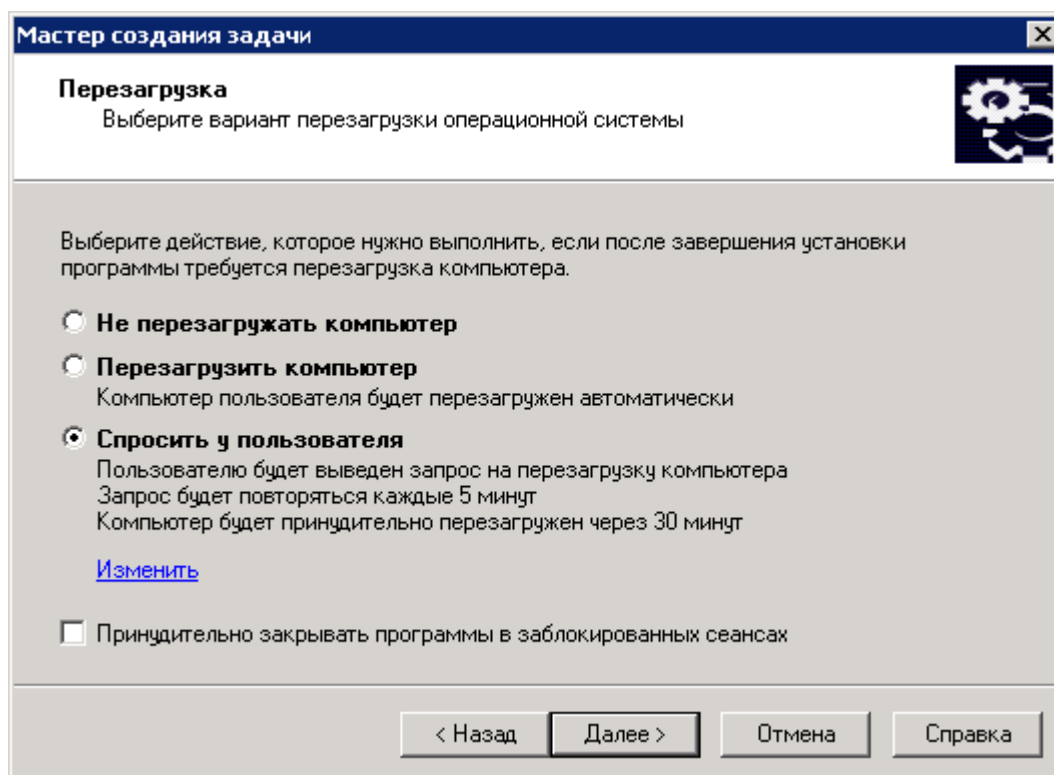 Мастер создания задачи
Перезагрузка
Выберите вариант перезагрузки операционной системы
Выберите действие, которое нужно выполнить, если после завершения установки
программы требуется перезагрузка компьютера.
Не перезагружать компьютер
Перезагрузить компьютер
Компьютер пользователя будет перезагружен автоматически
Спросить у пользователя
Пользователю будет выведен запрос на перезагрузку компьютера
Запрос будет повторяться каждые 5 минут
Компьютер будет принудительно перезагружен через 30 минут
Изменить
Принудительно закрывать программы в заблокированных сеансах
< Назад Далее > Отмена Справка